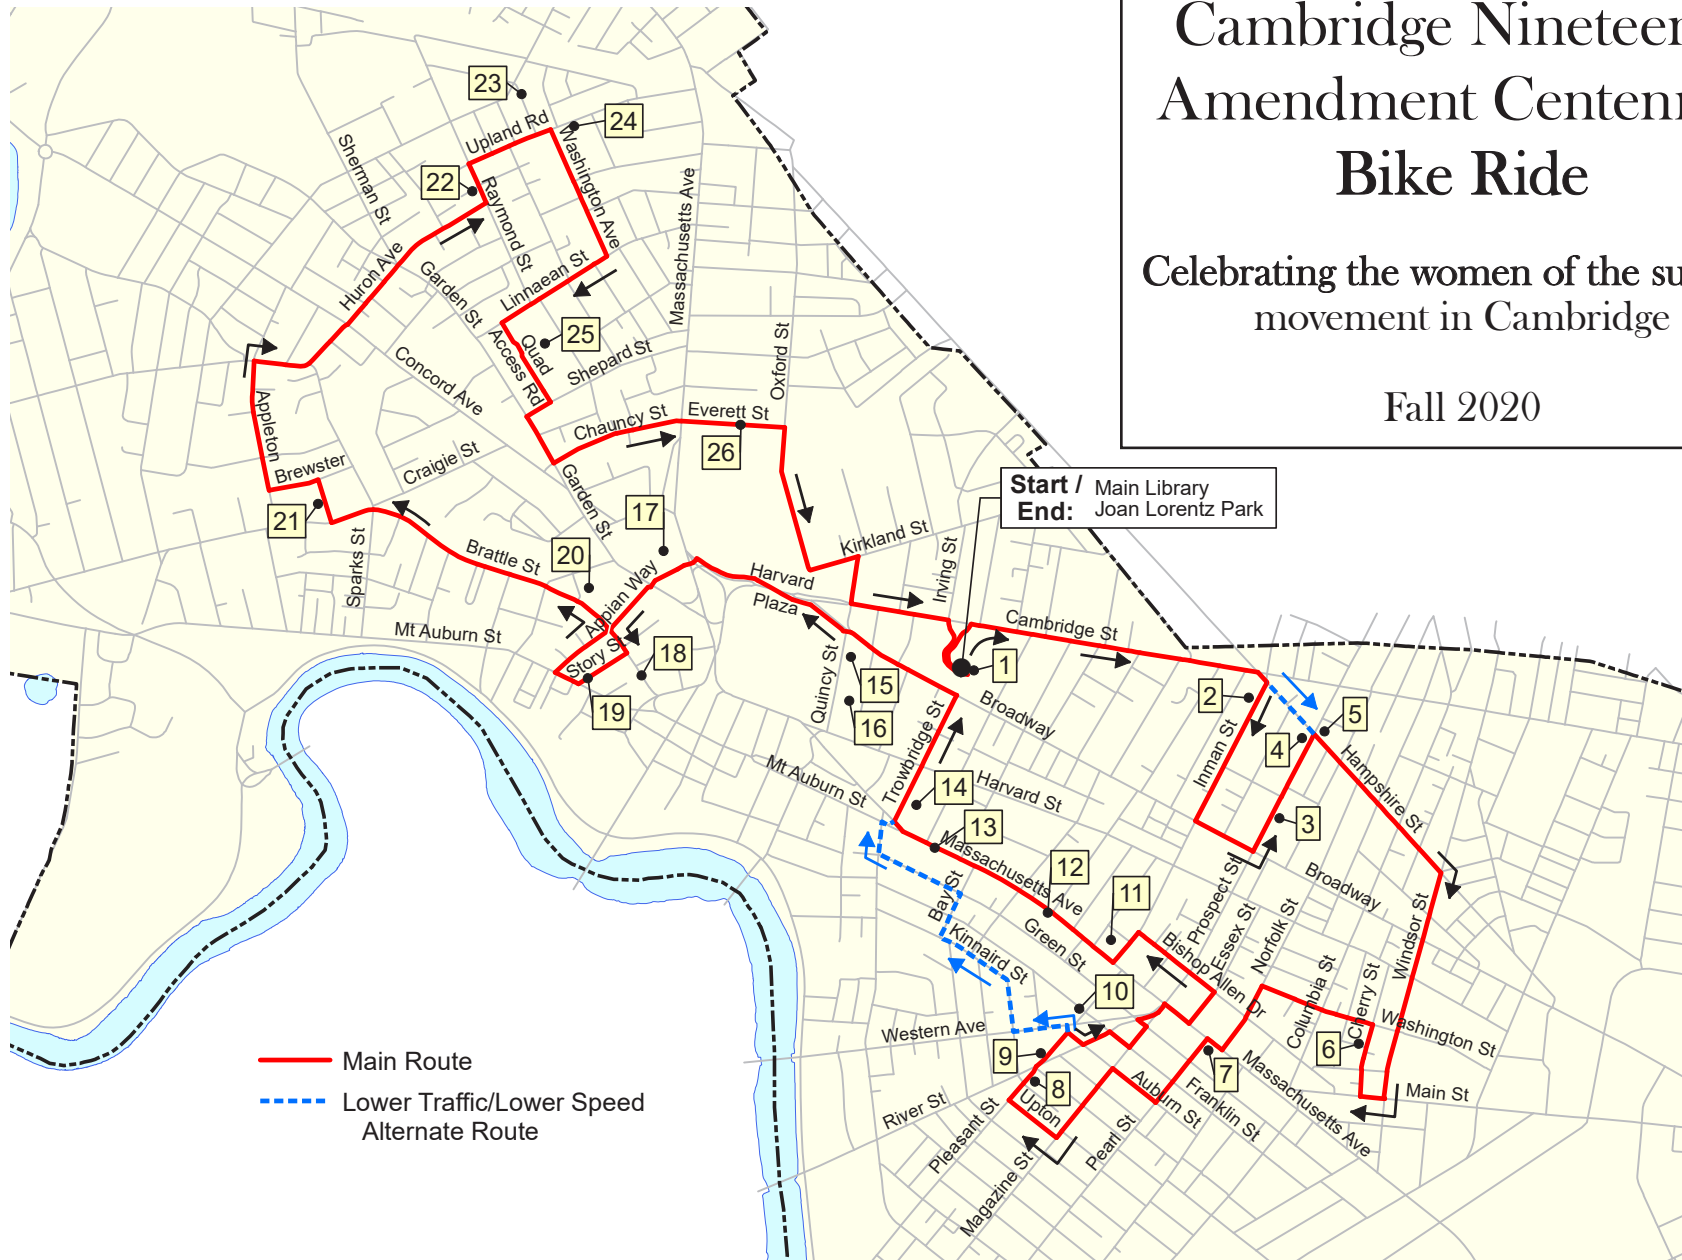 Cambridge Nineteen
Amendment Centenn
Bike Ride
Celebrating the women of the su
movement in Cambridge
Fall 2020
Start / End:
Main Library
Joan Lorentz Park
23
24
22
25
26
21
20
17
18
19
15
16
14
13
12
11
10
9
8
7
6
5
4
3
2
1
Upland Rd
Washington Ave
Sherman St
Raymond St
Massachusetts Ave
Huron Ave
Garden St
Linnaean St
Quad
Access Rd
Shepard St
Oxford St
Concord Ave
Appleton
Chauncy St
Everett St
Brewster
Craigie St
Garden St
Kirkland St
Irving St
Sparks St
Brattle St
Appian Way
Harvard
Plaza
Mt Auburn St
Story St
Cambridge St
Quincy St
Broadway
Trowbridge St
Mt Auburn St
Harvard St
Inman St
Hampshire St
Massachusetts Ave
Prospect St
Broadway
Bay St
Green St
Kinnaird St
Bishop Allen Dr
Essex St
Norfolk St
Columbia St
Cherry St
Windsor St
Washington St
Western Ave
River St
Upton
Auburn St
Franklin St
Massachusetts Ave
Main St
Pleasant St
Magazine St
Pearl St
Main Route
Lower Traffic/Lower Speed
Alternate Route